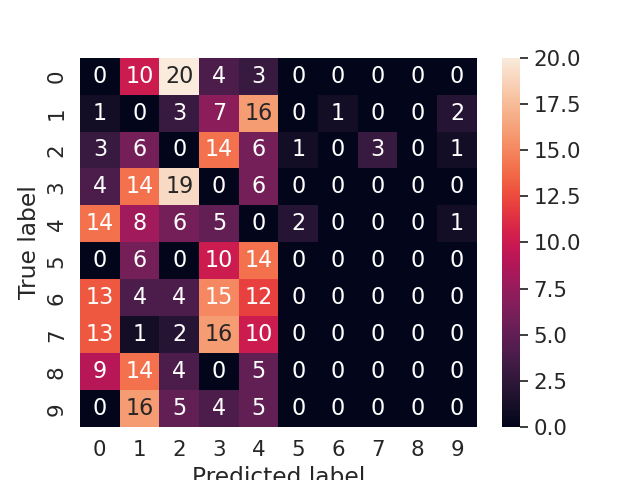 0 0 10 20 4 3 0 0 0 0 0 20.0
1 1 0 3 7 16 0 1 0 0 2 17.5
2 3 6 0 14 6 1 0 3 0 1 15.0
3 4 14 19 0 6 0 0 0 0 0 12.5
4 14 8 6 5 0 2 0 0 0 1 10.0
5 0 6 0 10 14 0 0 0 0 0 7.5
6 13 4 4 15 12 0 0 0 0 0 5.0
7 13 1 2 16 10 0 0 0 0 0 2.5
8 9 14 4 0 5 0 0 0 0 0 0.0
9 0 16 5 4 5 0 0 0 0 0
0 1 2 3 4 5 6 7 8 9
True label
Predicted label